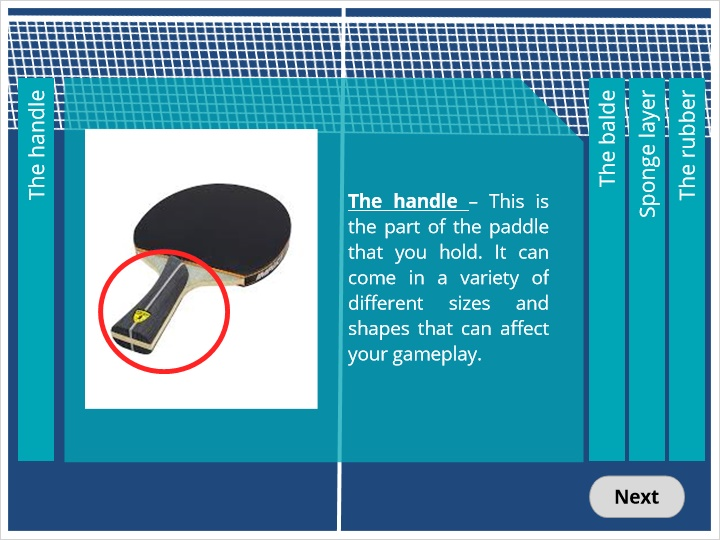 The handle
The handle – This is
the part of the paddle
that you hold. It can
come in a variety of
different sizes and
shapes that can affect
your gameplay.
The balde
Sponge layer
The rubber
Next